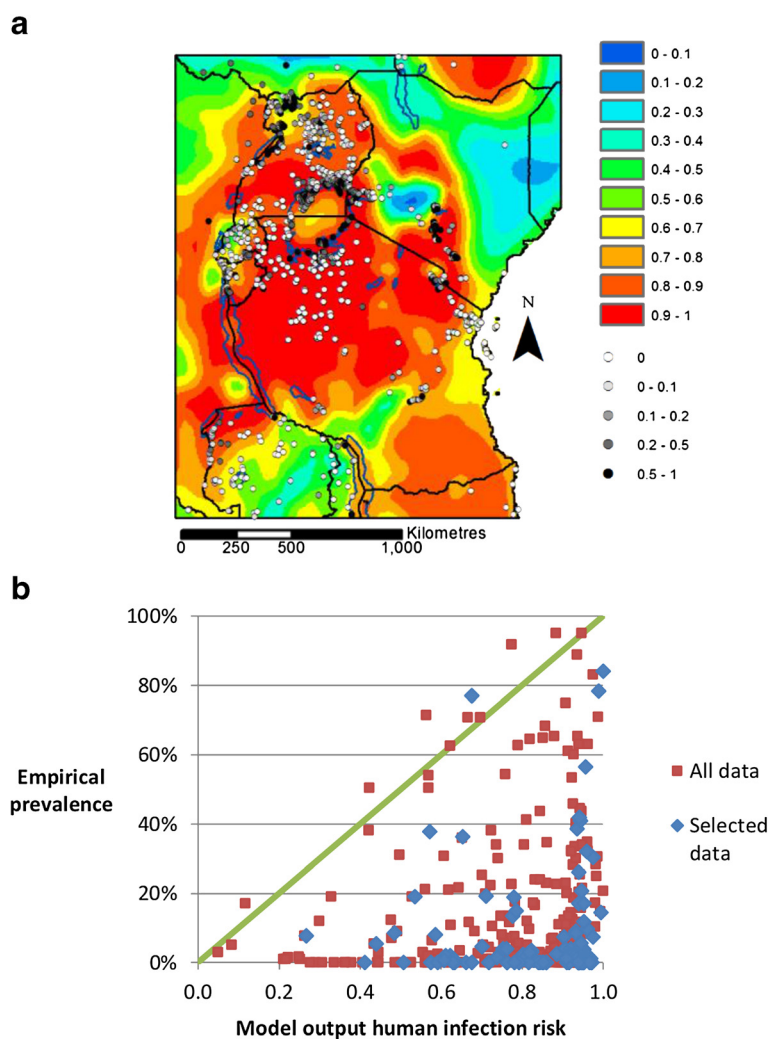 a
0 - 0.1
0.1 - 0.2
0.2 - 0.3
0.3 - 0.4
0.4 - 0.5
0.5 - 0.6
0.6 - 0.7
0.7 - 0.8
0.8 - 0.9
0.9 - 1
N
0
0 - 0.1
0.1 - 0.2
0.2 - 0.5
0.5 - 1
Kilometres
0 250 500 1,000
b
100%
80%
60%
40%
20%
0%
Empirical
prevalence
All data
Selected
data
0.0 0.2 0.4 0.6 0.8 1.0
Model output human infection risk